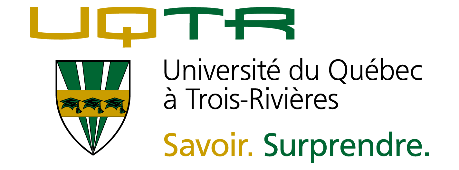 UQTR
Université du Québec
à Trois-Rivières
Savoir. Surprendre.